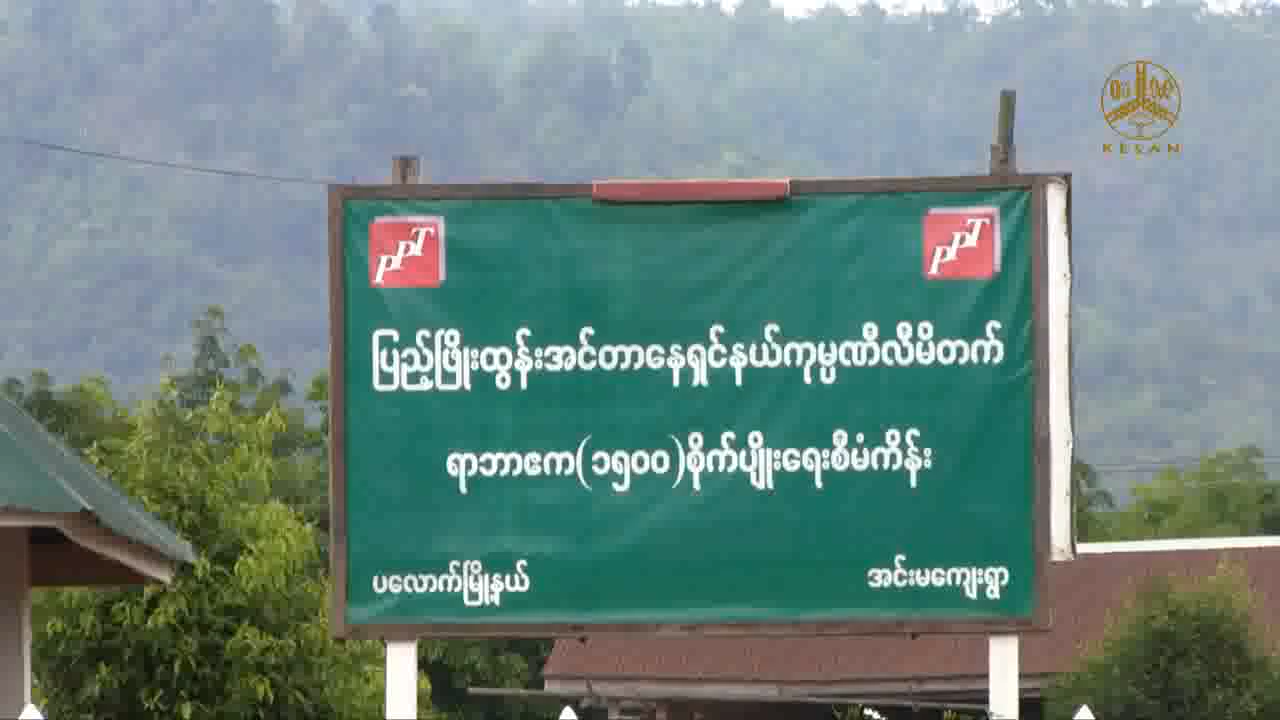 KESAN
PPT PPT
ပြည့်ဖြိုးထွန်းအင်တာနေရှင်နယ်ကုမ္ပဏီလီမိတက်
ရာဘာဧက(၁၅၀၀)စိုက်ပျိုးရေးစီမံကိန်း
ပလောက်မြို့နယ် အင်းမကျေးရွာ